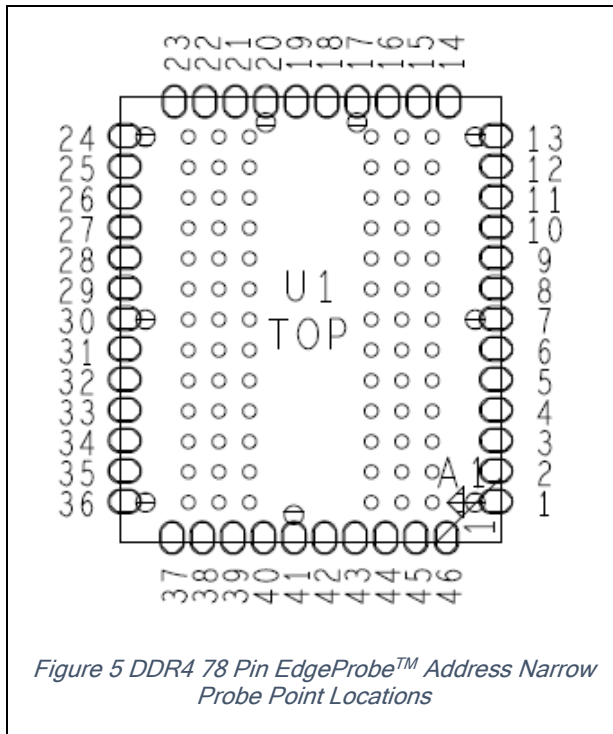 23 22 21 20 19 18 17 16 15 14
24 13
25 12
26 11
27 10
28 9
29 8
30 7
31 6
32 5
33 4
34 3
35 2
36 1
U1
TOP
A1
1
37 38 39 40 41 42 43 44 45 46
Figure 5 DDR4 78 Pin EdgeProbe™ Address Narrow
Probe Point Locations